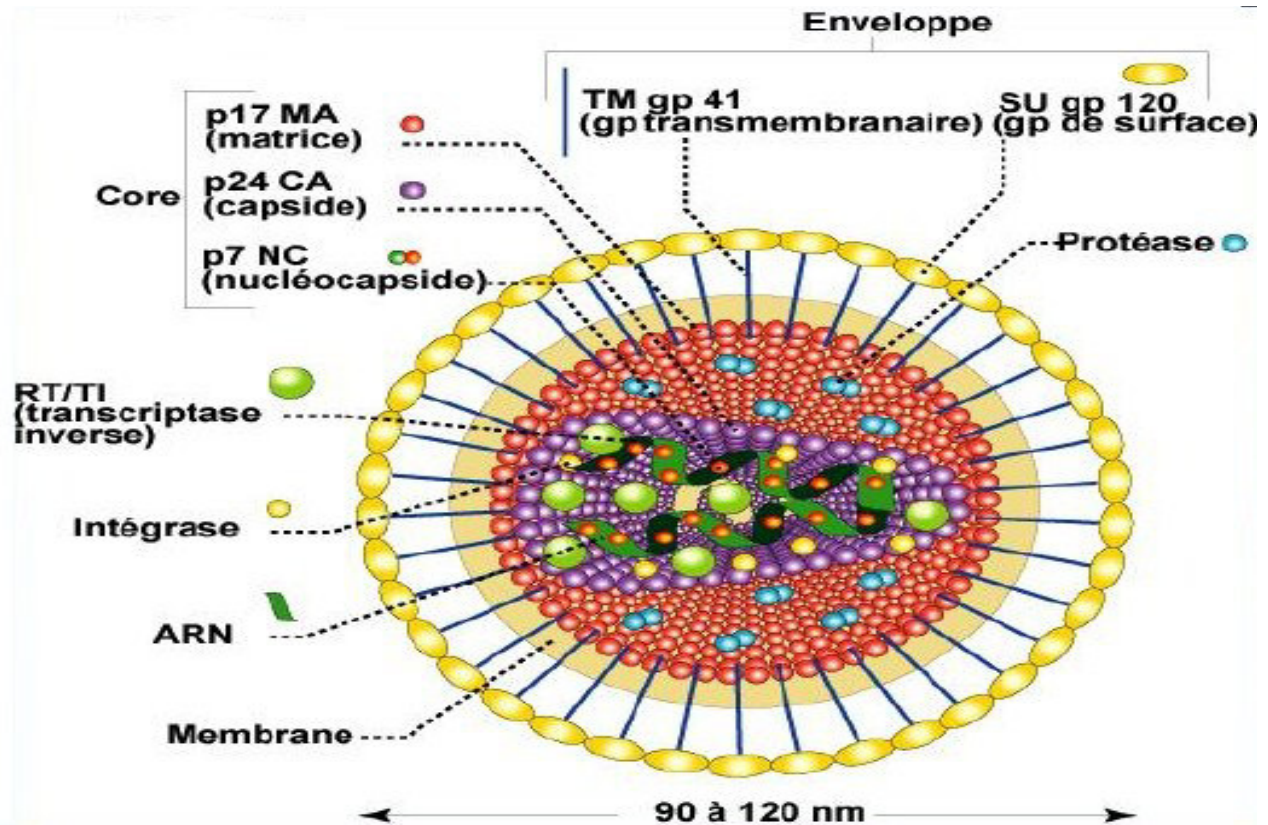 Enveloppe
TM gp 41
(gp transmembranaire)
SU gp 120
(gp de surface)
Core
p17 MA
(matrice)
p24 CA
(capside)
p7 NC
(nucléocapside)
Protéase
RT/TI
(transcriptase
inverse)
Intégrase
ARN
Membrane
90 à 120 nm